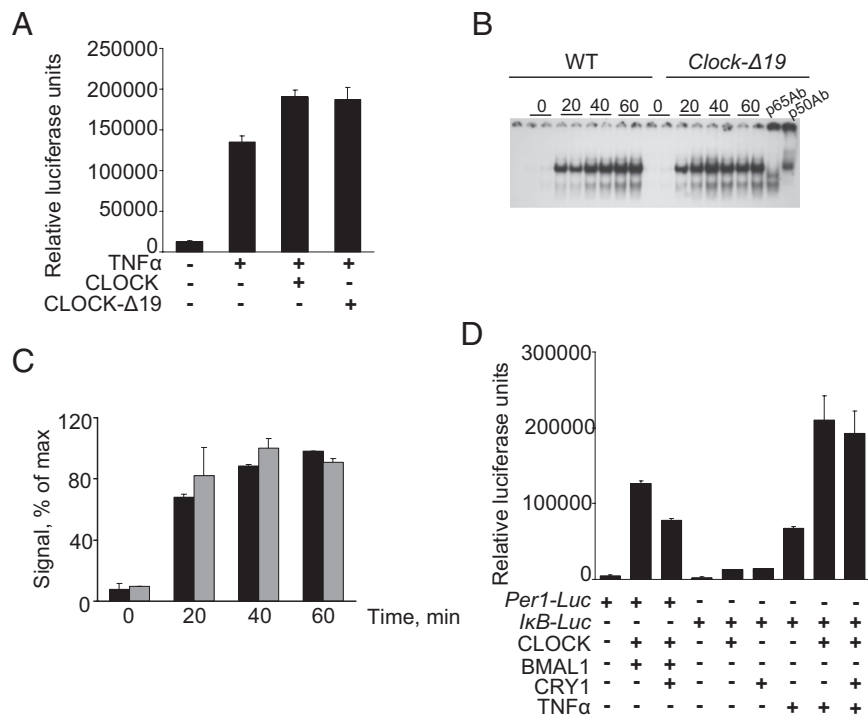 A
Relative luciferase units
250000
200000
150000
100000
50000
0
TNFα - + + +
CLOCK - - + -
CLOCK-Δ19 - - - +
B
WT Clock-Δ19
0 20 40 60 0 20 40 60 p65Ab p50Ab
C
Signal, % of max
120
80
40
0
0 20 40 60 Time, min
D
Relative luciferase units
300000
200000
100000
0
Per1-Luc + + + - - - - - -
IκB-Luc - - - + + + + + +
CLOCK - + + - + - - + +
BMAL1 - + + - - - - - -
CRY1 - - + - - + - - +
TNFα - - - - - - + + +